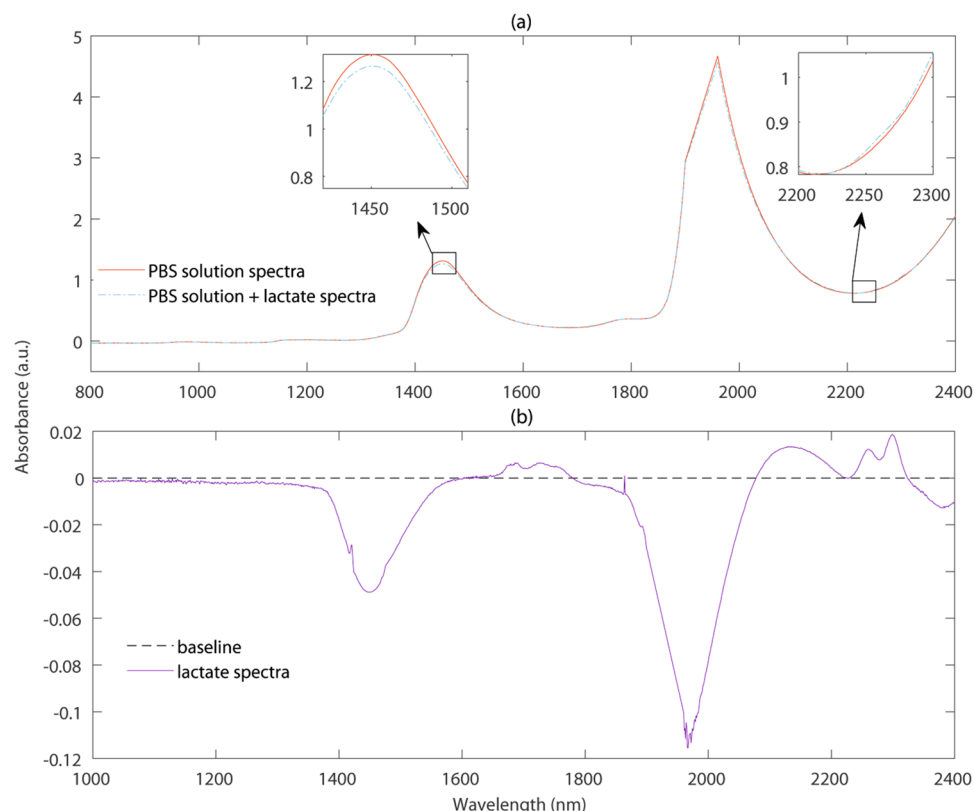 (a)
5
4
3
2
1
0
1.2
1
0.8
1450 1500
1
0.9
0.8
2200 2250 2300
PBS solution spectra
PBS solution + lactate spectra
800 1000 1200 1400 1600 1800 2000 2200 2400
Absorbance (a.u.)
(b)
0.02
0
-0.02
-0.04
-0.06
-0.08
-0.1
-0.12
baseline
lactate spectra
1000 1200 1400 1600 1800 2000 2200 2400
Wavelength (nm)